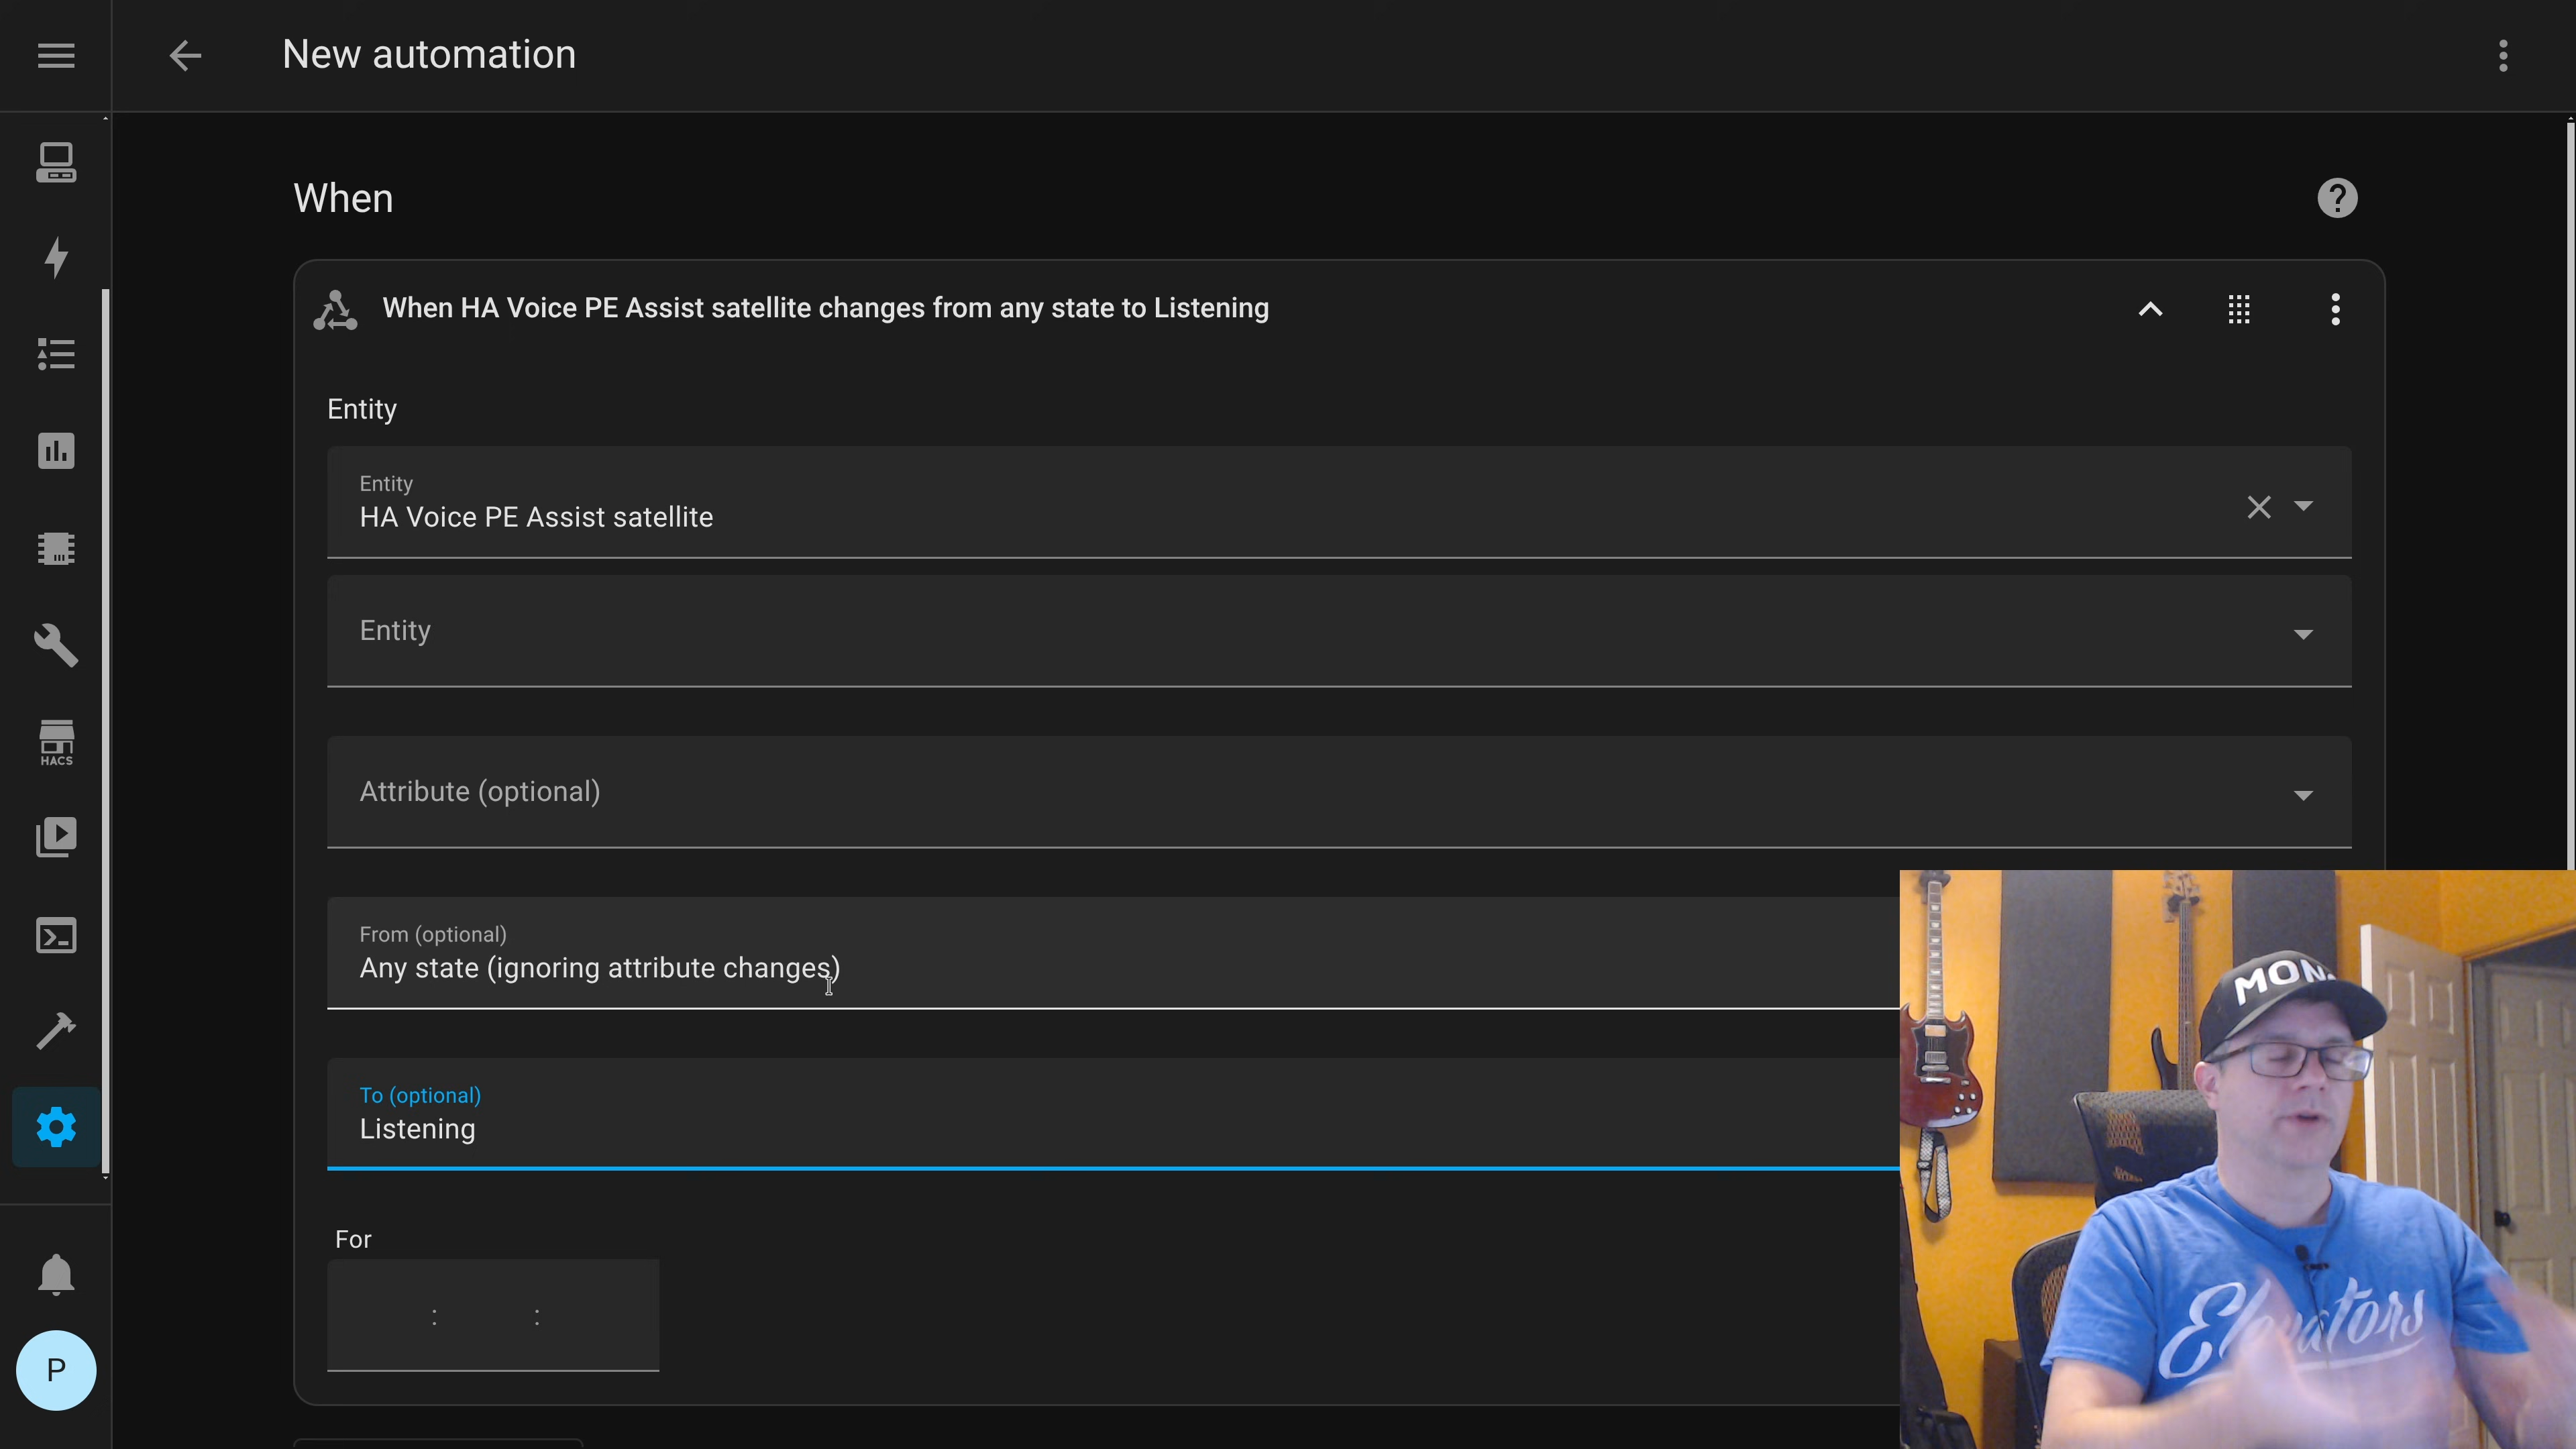 New automation
When
When HA Voice PE Assist satellite changes from any state to Listening
Entity
Entity
HA Voice PE Assist satellite
Entity
Attribute (optional)
From (optional)
Any state (ignoring attribute changes)
To (optional)
Listening
For
: :
HACS
P
Elevators